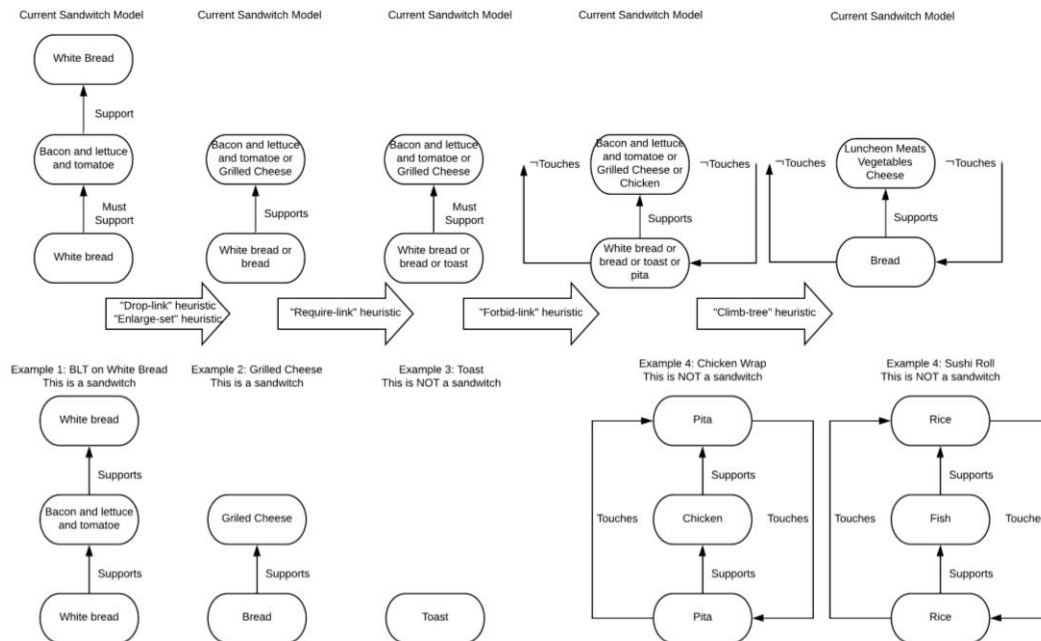 Current Sandwitch Model
Current Sandwitch Model
Current Sandwitch Model
Current Sandwitch Model
Current Sandwitch Model
White Bread
Support
Bacon and lettuce
and tomatoe
Must
Support
White bread
Bacon and lettuce
and tomatoe or
Grilled Cheese
Supports
White bread or
bread
Bacon and lettuce
and tomatoe or
Grilled Cheese
Must
Support
White bread or
bread or toast
¬Touches
Bacon and lettuce
and tomatoe or
Grilled Cheese or
Chicken
¬Touches
Supports
White bread or
bread or toast or
pita
¬Touches
Luncheon Meats
Vegetables
Cheese
¬Touches
Supports
Bread
"Drop-link" heuristic
"Enlarge-set" heuristic
"Require-link" heuristic
"Forbid-link" heuristic
"Climb-tree" heuristic
Example 1: BLT on White Bread
This is a sandwitch
Example 2: Grilled Cheese
This is a sandwitch
Example 3: Toast
This is NOT a sandwitch
Example 4: Chicken Wrap
This is NOT a sandwitch
Example 4: Sushi Roll
This is NOT a sandwitch
White bread
Supports
Bacon and lettuce
and tomatoe
Supports
White bread
Griled Cheese
Supports
Bread
Toast
Pita
Supports
Touches
Chicken
Touches
Supports
Pita
Rice
Supports
Touches
Fish
Touche
Supports
Rice